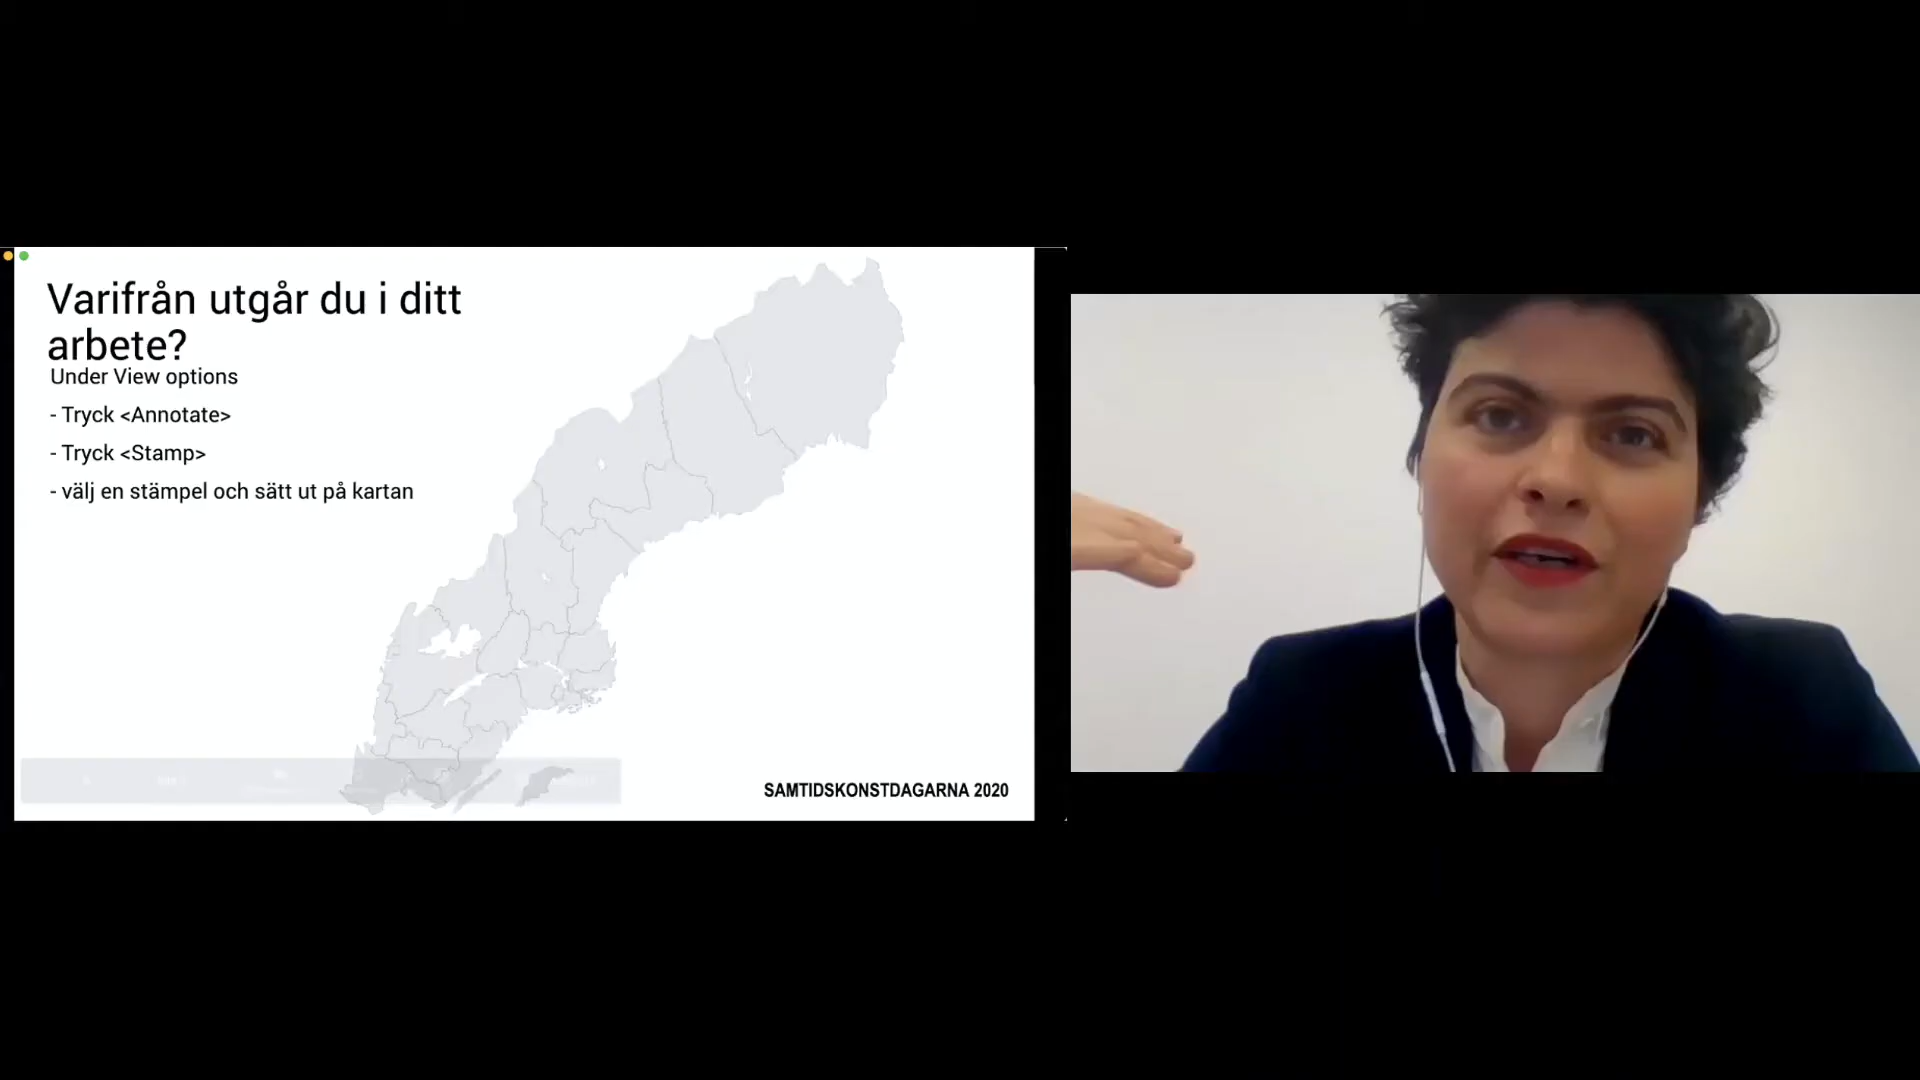 Varifrån utgår du i ditt
arbete?
Under View options
- Tryck <Annotate>
- Tryck <Stamp>
- välj en stämpel och sätt ut på kartan
SAMTIDSKONSTDAGARNA 2020